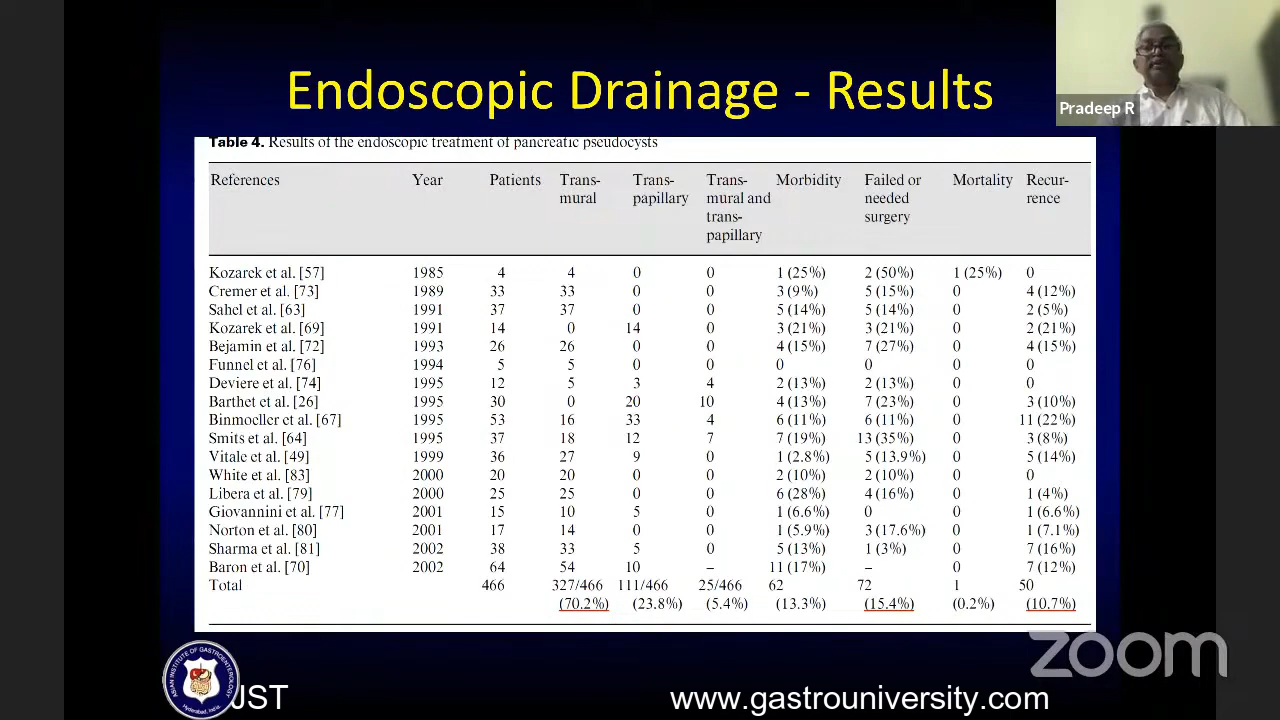 Endoscopic Drainage - Results
Pradeep R
Table 4. Results of the endoscopic treatment of pancreatic pseudocysts
References Year Patients Trans-mural Trans-papillary Trans-mural and trans-papillary Morbidity Failed or needed surgery Mortality Recur-rence
Kozarek et al. [57] 1985 4 4 0 0 1 (25%) 2 (50%) 1 (25%) 0
Cremer et al. [73] 1989 33 33 0 0 3 (9%) 5 (15%) 0 4 (12%)
Sahel et al. [63] 1991 37 37 0 0 5 (14%) 5 (14%) 0 2 (5%)
Kozarek et al. [69] 1991 14 0 14 0 3 (21%) 3 (21%) 0 2 (21%)
Bejamin et al. [72] 1993 26 26 0 0 4 (15%) 7 (27%) 0 4 (15%)
Funnel et al. [76] 1994 5 5 0 0 0 0 0 0
Deviere et al. [74] 1995 12 5 3 4 2 (13%) 2 (13%) 0 0
Barthet et al. [26] 1995 30 0 20 10 4 (13%) 7 (23%) 0 3 (10%)
Binmoeller et al. [67] 1995 53 16 33 4 6 (11%) 6 (11%) 0 11 (22%)
Smits et al. [64] 1995 37 18 12 7 7 (19%) 13 (35%) 0 3 (8%)
Vitale et al. [49] 1999 36 27 9 0 1 (2.8%) 5 (13.9%) 0 5 (14%)
White et al. [83] 2000 20 20 0 0 2 (10%) 2 (10%) 0 0
Libera et al. [79] 2000 25 25 0 0 6 (28%) 4 (16%) 0 1 (4%)
Giovannini et al. [77] 2001 15 10 5 0 1 (6.6%) 0 0 1 (6.6%)
Norton et al. [80] 2001 17 14 0 0 1 (5.9%) 3 (17.6%) 0 1 (7.1%)
Sharma et al. [81] 2002 38 33 5 0 5 (13%) 1 (3%) 0 7 (16%)
Baron et al. [70] 2002 64 54 10 – 11 (17%) – 0 7 (12%)
Total 466 327/466 111/466 25/466 62 72 1 50
(70.2%) (23.8%) (5.4%) (13.3%) (15.4%) (0.2%) (10.7%)
zoom
ASIAN INSTITUTE OF GASTROENTEROLOGY
Hyderabad, India.
JST
www.gastrouniversity.com